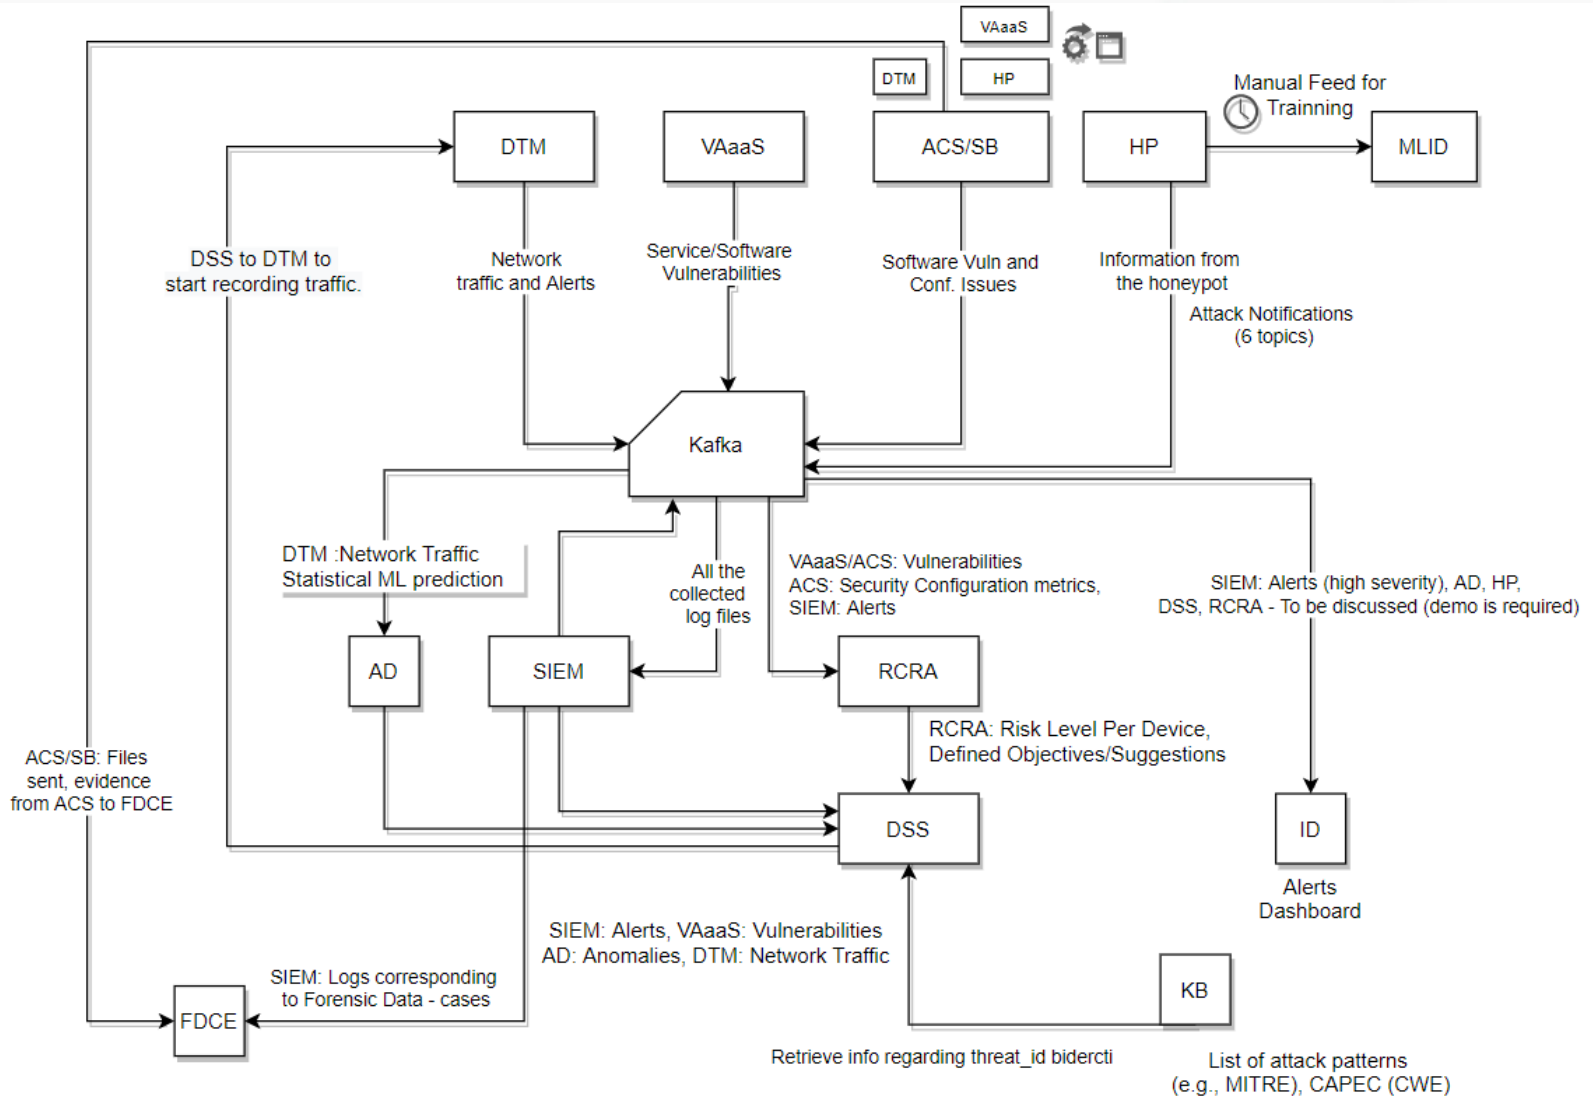 VAaaS
DTM
HP
Manual Feed for
Trainning
DTM
VAaaS
ACS/SB
HP
MLID
DSS to DTM to
start recording traffic.
Network
traffic and Alerts
Service/Software
Vulnerabilities
Software Vuln and
Conf. Issues
Information from
the honeypot
Attack Notifications
(6 topics)
Kafka
DTM :Network Traffic
Statistical ML prediction
All the
collected
log files
VAaaS/ACS: Vulnerabilities
ACS: Security Configuration metrics,
SIEM: Alerts
SIEM: Alerts (high severity), AD, HP,
DSS, RCRA - To be discussed (demo is required)
AD
SIEM
RCRA
RCRA: Risk Level Per Device,
Defined Objectives/Suggestions
ACS/SB: Files
sent, evidence
from ACS to FDCE
DSS
ID
Alerts
Dashboard
SIEM: Alerts, VAaaS: Vulnerabilities
AD: Anomalies, DTM: Network Traffic
SIEM: Logs corresponding
to Forensic Data - cases
FDCE
KB
Retrieve info regarding threat_id bidercti
List of attack patterns
(e.g., MITRE), CAPEC (CWE)